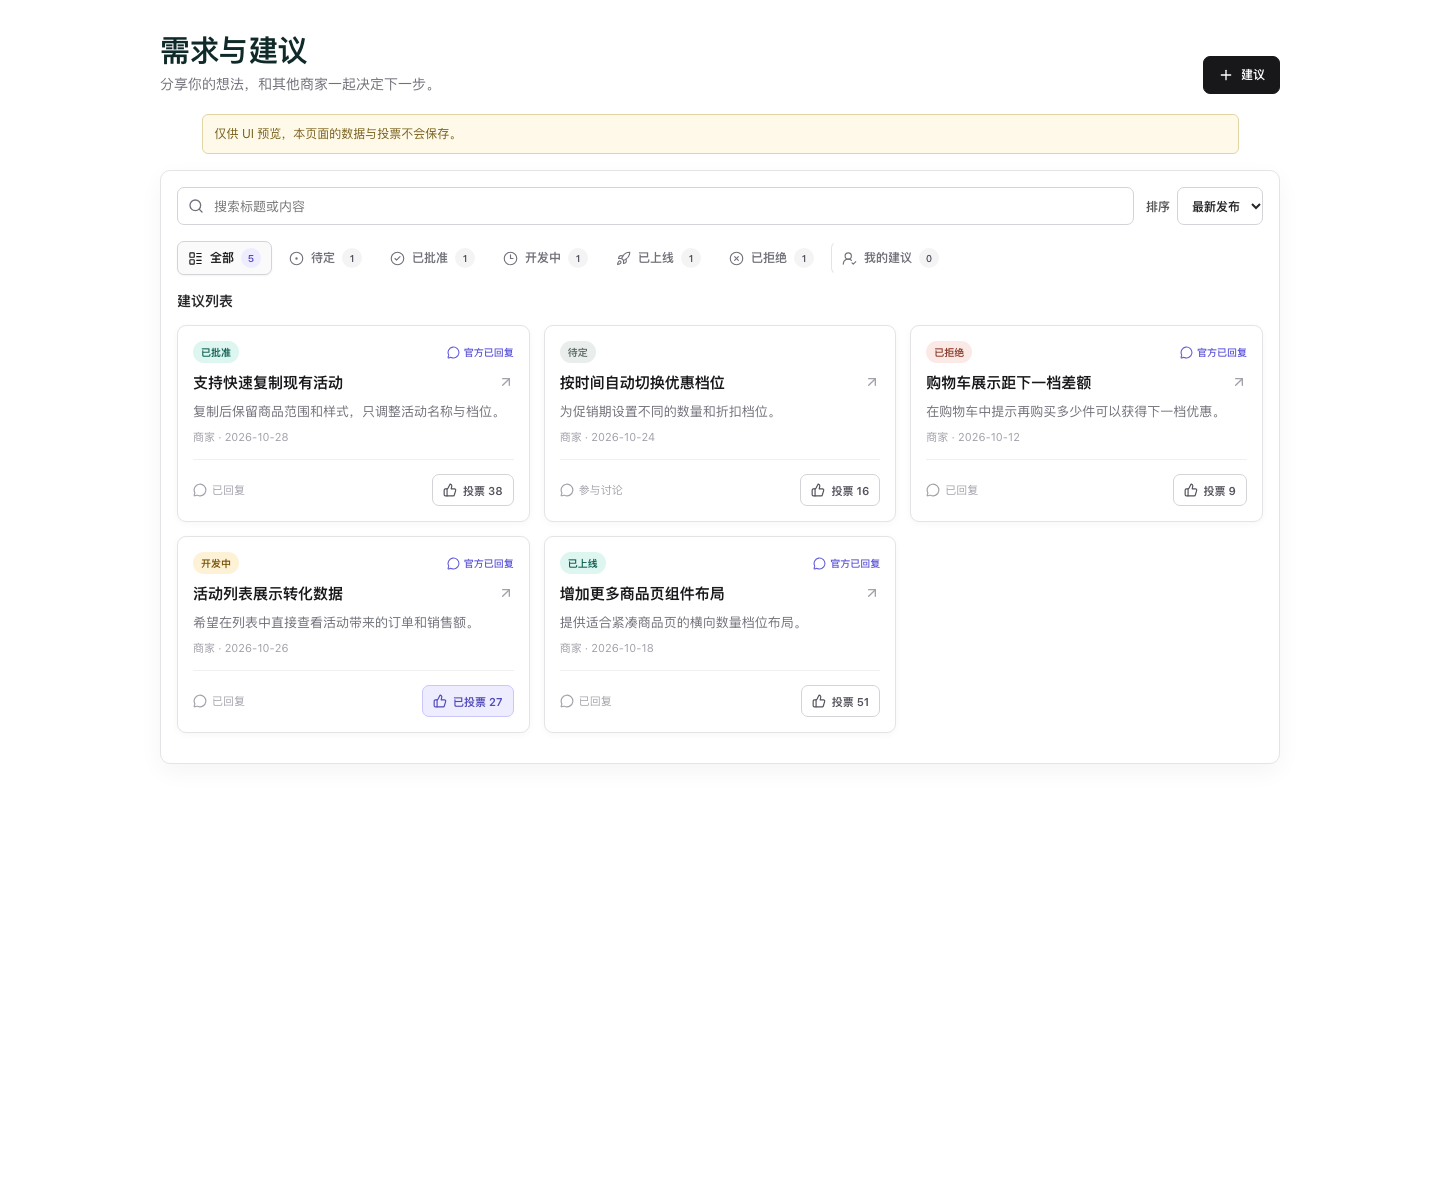 需求与建议
分享你的想法，和其他商家一起决定下一步。
建议
仅供 UI 预览，本页面的数据与投票不会保存。
搜索标题或内容
排序
最新发布
全部 5
待定 1
已批准 1
开发中 1
已上线 1
已拒绝 1
我的建议 0
建议列表
已批准
官方已回复
支持快速复制现有活动
复制后保留商品范围和样式，只调整活动名称与档位。
商家 · 2026-10-28
已回复
投票 38
待定
按时间自动切换优惠档位
为促销期设置不同的数量和折扣档位。
商家 · 2026-10-24
参与讨论
投票 16
已拒绝
官方已回复
购物车展示距下一档差额
在购物车中提示再购买多少件可以获得下一档优惠。
商家 · 2026-10-12
已回复
投票 9
开发中
官方已回复
活动列表展示转化数据
希望在列表中直接查看活动带来的订单和销售额。
商家 · 2026-10-26
已回复
已投票 27
已上线
官方已回复
增加更多商品页组件布局
提供适合紧凑商品页的横向数量档位布局。
商家 · 2026-10-18
已回复
投票 51